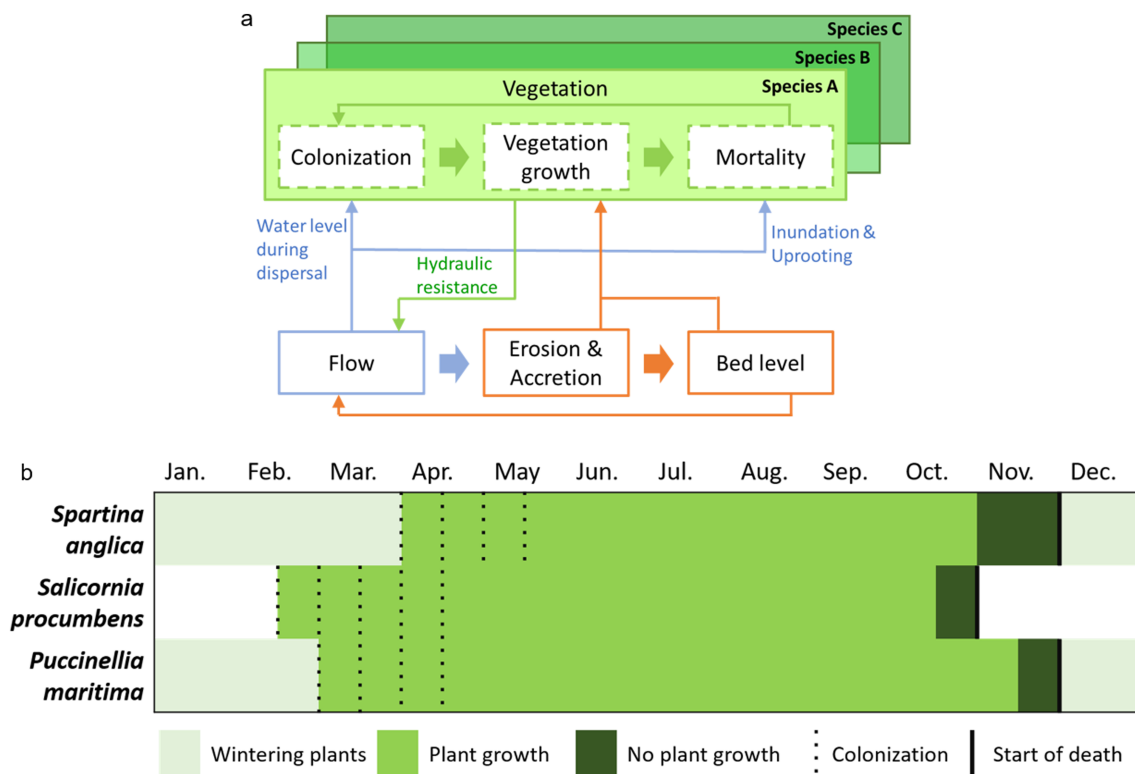 a
Species C
Species B
Species A
Vegetation
Colonization
Vegetation
growth
Mortality
Water level
during
dispersal
Hydraulic
resistance
Inundation &
Uprooting
Flow
Erosion &
Accretion
Bed level
b
Jan. Feb. Mar. Apr. May Jun. Jul. Aug. Sep. Oct. Nov. Dec.
Spartina
anglica
Salicornia
procumbens
Puccinellia
maritima
Wintering plants Plant growth No plant growth Colonization Start of death